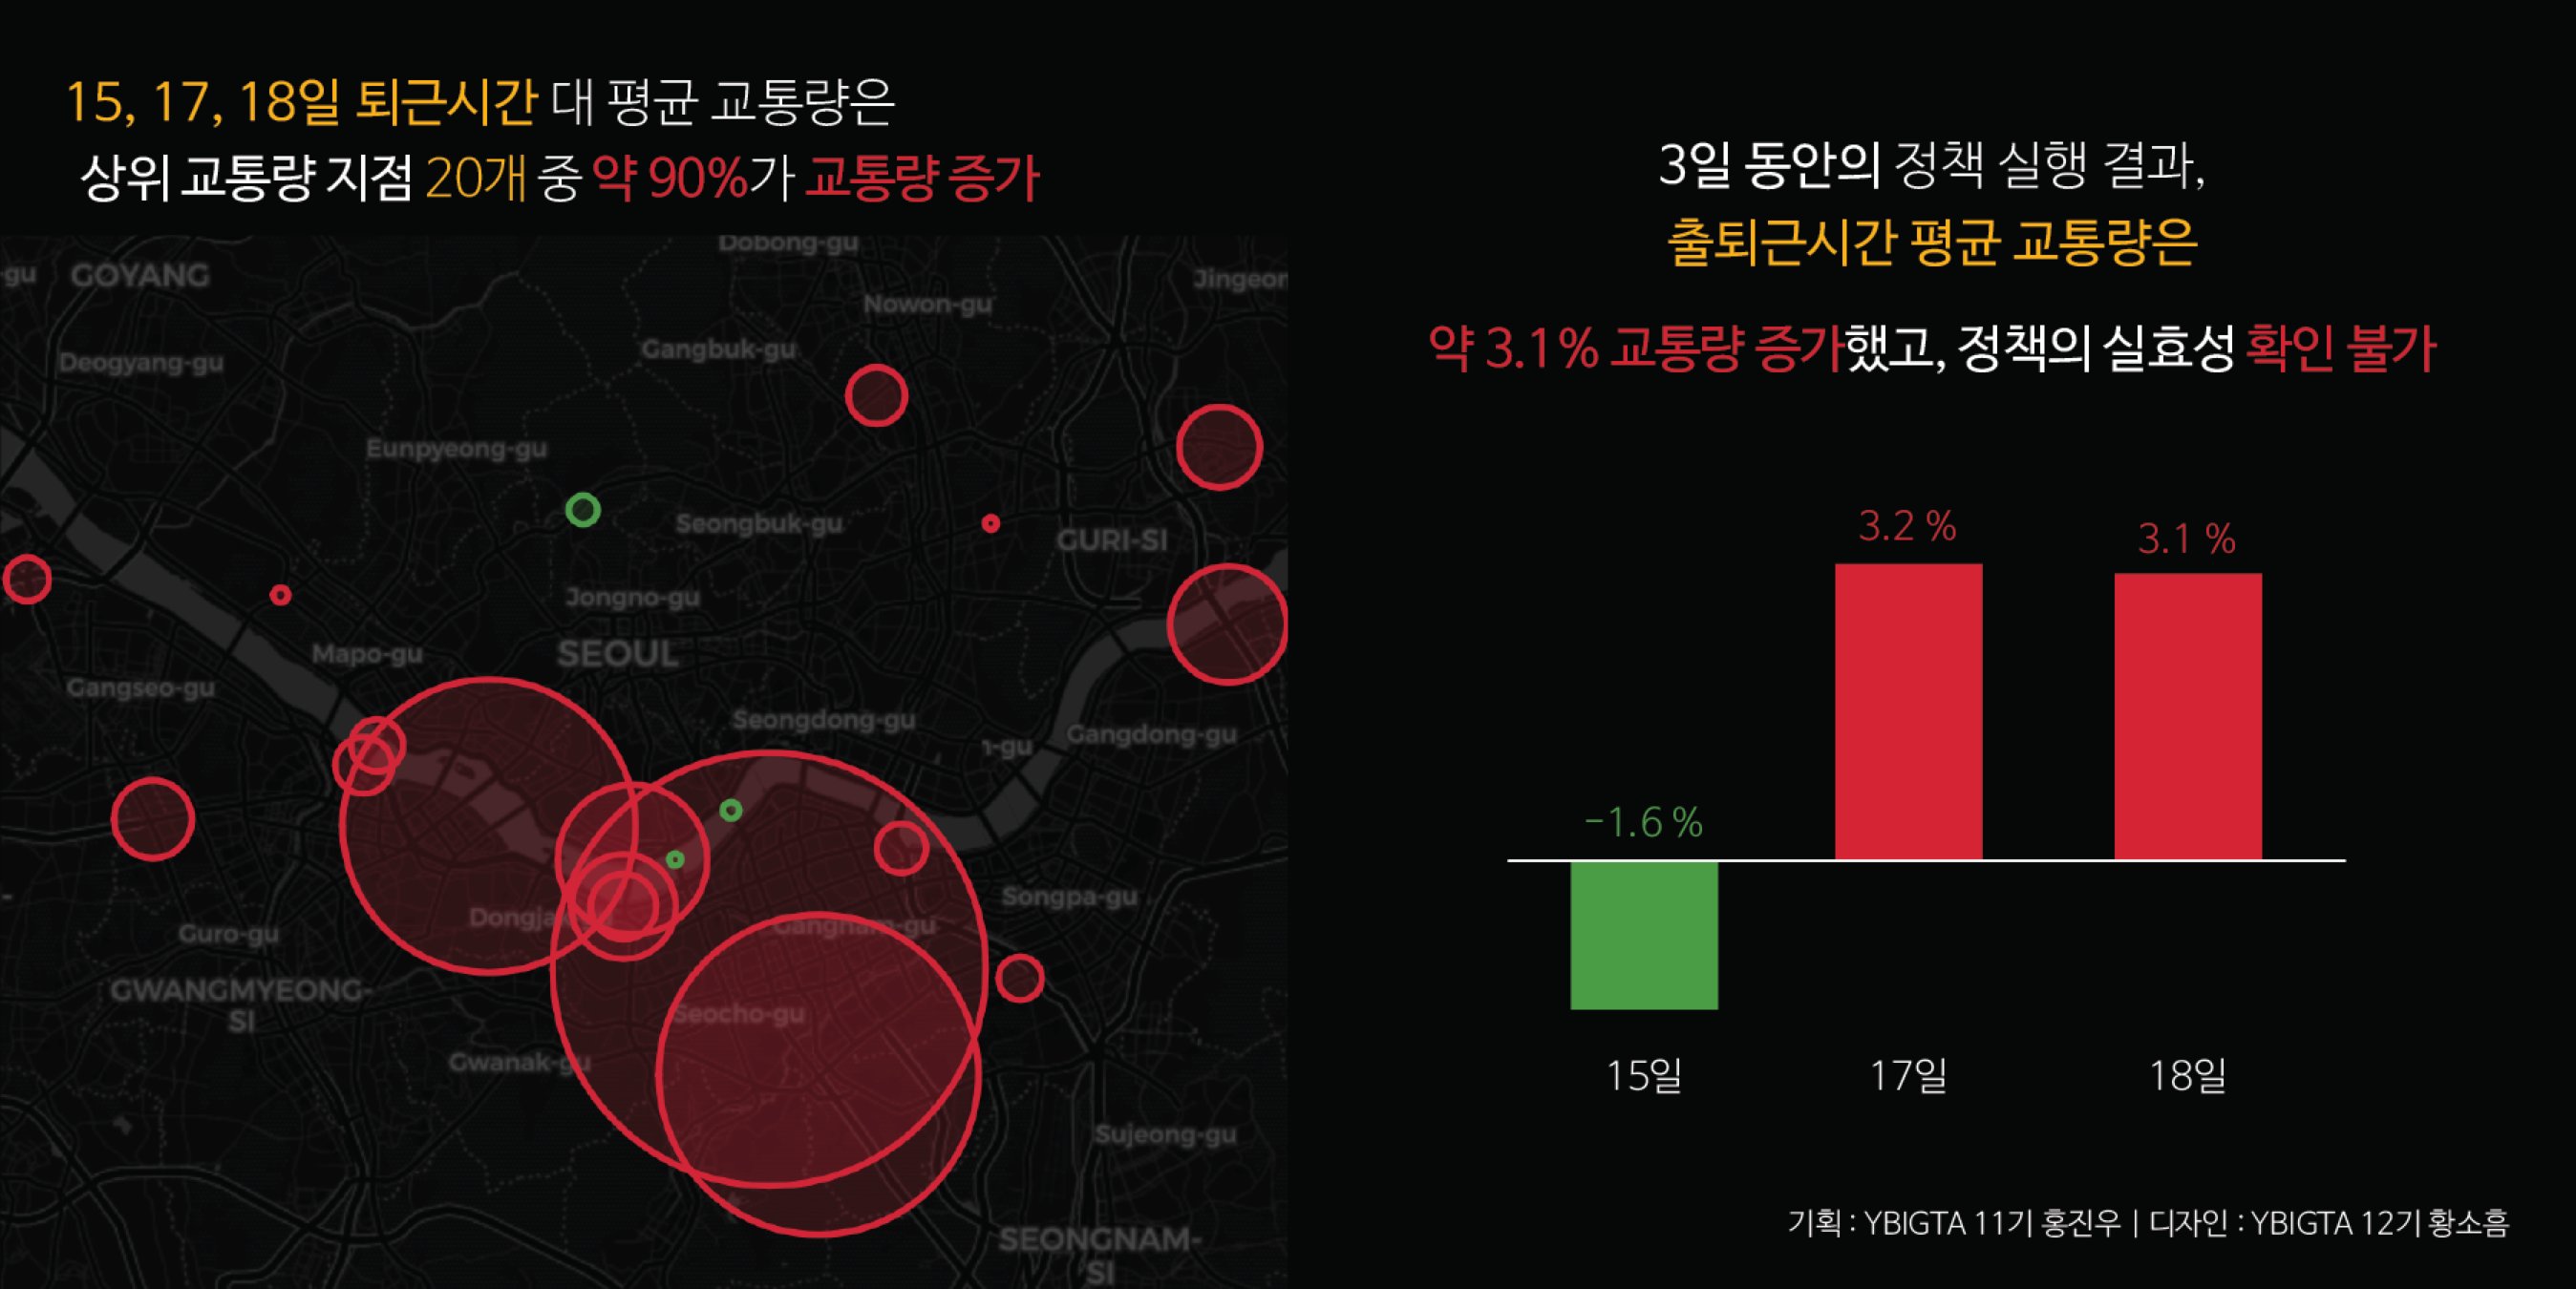 15, 17, 18일 퇴근시간 대 평균 교통량은
상위 교통량 지점 20개 중 약 90%가 교통량 증가
Dobong-gu
-gu
GOYANG
Jingeon
Nowon-gu
Gangbuk-gu
Deogyang-gu
Eunpyeong-gu
Seongbuk-gu
GURI-SI
Jongno-gu
SEOUL
Mapo-gu
Gangseo-gu
Seongdong-gu
Gangdong-gu
-gu
Songpa-gu
Dongja
Gangnam-gu
Guro-gu
GWANGMYEONG-
SI
Seocho-gu
Gwanak-gu
Sujeong-gu
SEONGNAM-
SI
3일 동안의 정책 실행 결과,
출퇴근시간 평균 교통량은
약 3.1% 교통량 증가했고, 정책의 실효성 확인 불가
3.2 %
3.1 %
-1.6 %
15일
17일
18일
기획 : YBIGTA 11기 홍진우 | 디자인 : YBIGTA 12기 황소흠